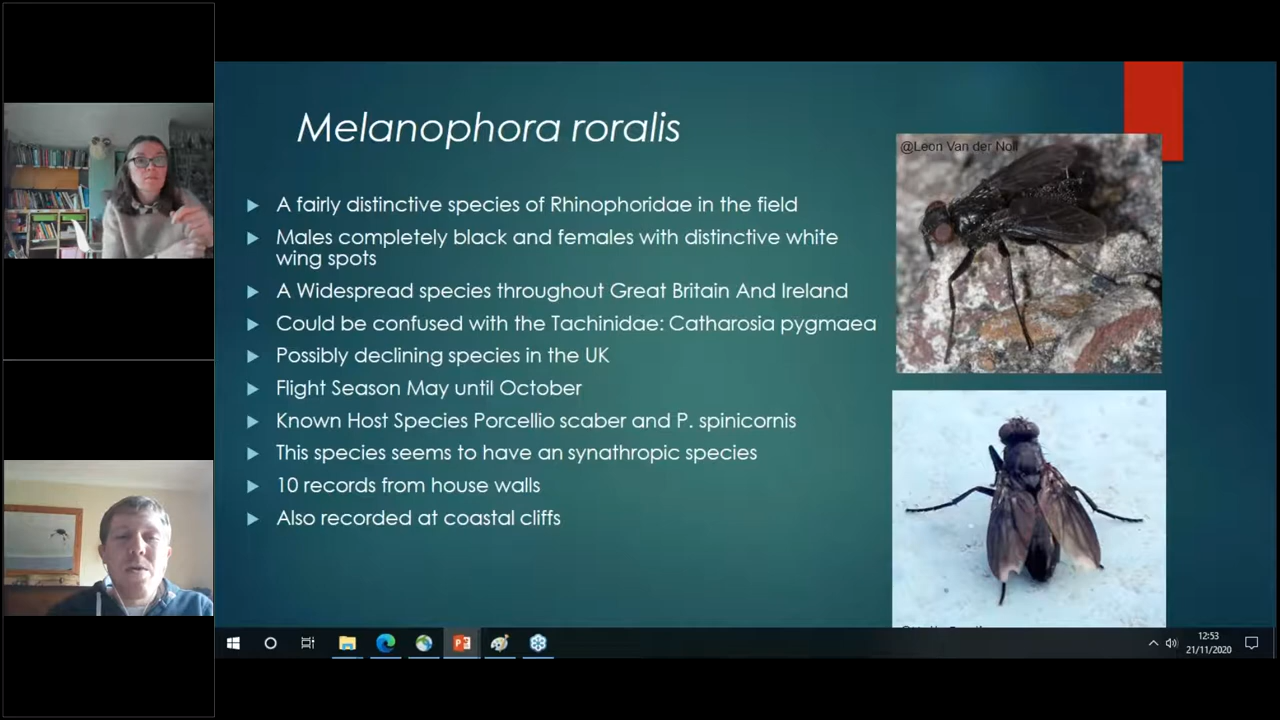 Melanophora roralis
A fairly distinctive species of Rhinophoridae in the field
Males completely black and females with distinctive white
wing spots
A Widespread species throughout Great Britain And Ireland
Could be confused with the Tachinidae: Catharosia pygmaea
Possibly declining species in the UK
Flight Season May until October
Known Host Species Porcellio scaber and P. spinicornis
This species seems to have an synathropic species
10 records from house walls
Also recorded at coastal cliffs
@Leon Van der Noll
12:53
21/11/2020